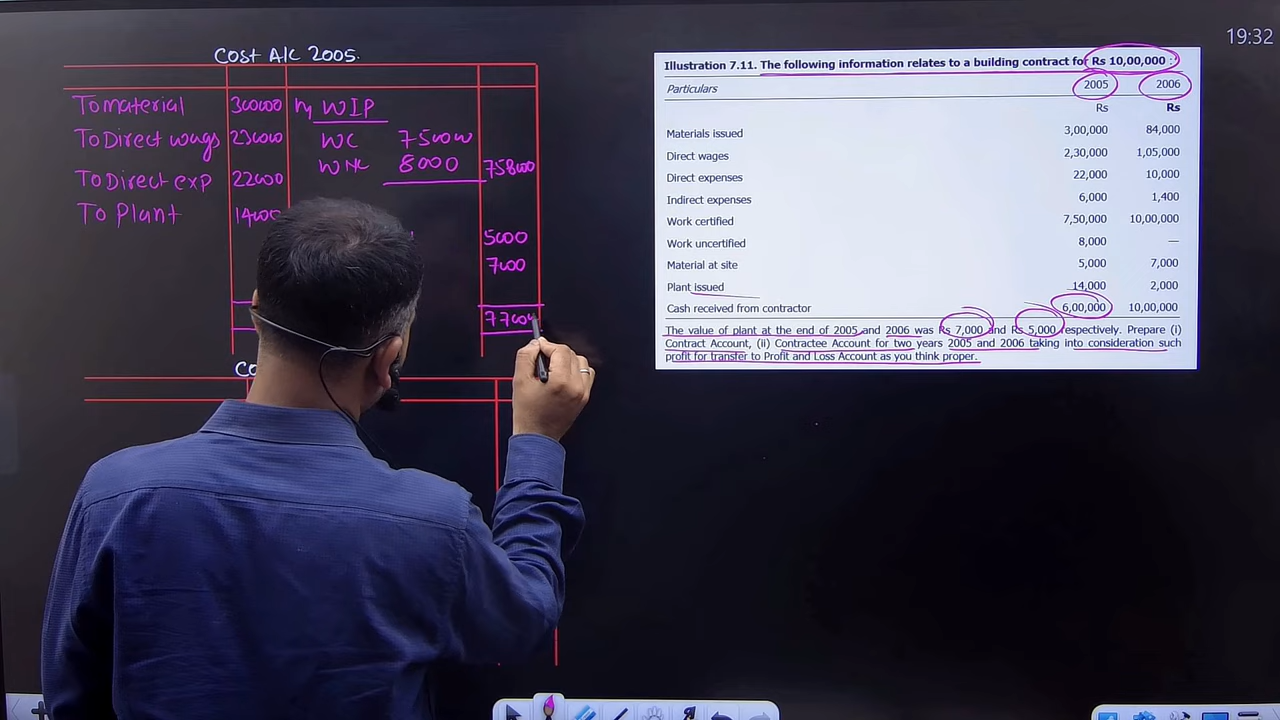 19:32
Cost A/C 2005.
To material 300000 By WIP
To Direct wages 230000 WC 750000
WNC 8000 758000
To Direct exp 22000
To Plant 14000
5000
7000
77000
Co
Illustration 7.11. The following information relates to a building contract for Rs 10,00,000 :
Particulars 2005 2006
Rs Rs
Materials issued 3,00,000 84,000
Direct wages 2,30,000 1,05,000
Direct expenses 22,000 10,000
Indirect expenses 6,000 1,400
Work certified 7,50,000 10,00,000
Work uncertified 8,000 —
Material at site 5,000 7,000
Plant issued 14,000 2,000
Cash received from contractor 6,00,000 10,00,000
The value of plant at the end of 2005 and 2006 was Rs 7,000 and Rs 5,000 respectively. Prepare (i)
Contract Account, (ii) Contractee Account for two years 2005 and 2006 taking into consideration such
profit for transfer to Profit and Loss Account as you think proper.